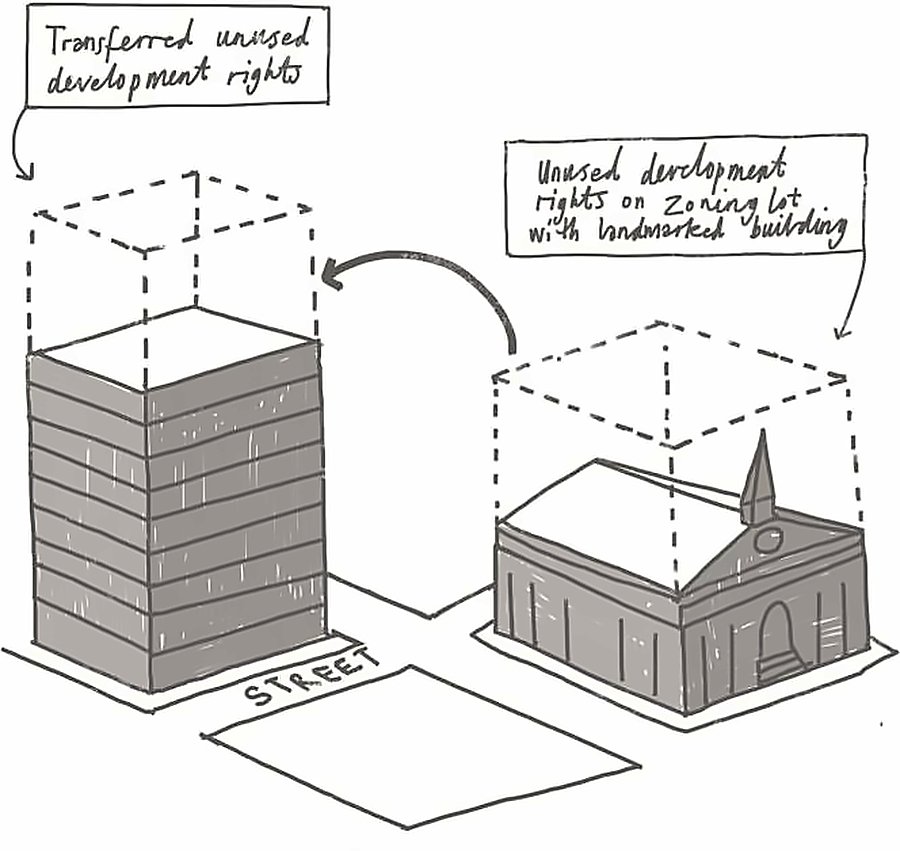 Transferred unused
development rights
Unused development
rights on Zoning lot
with landmarked building
STREET